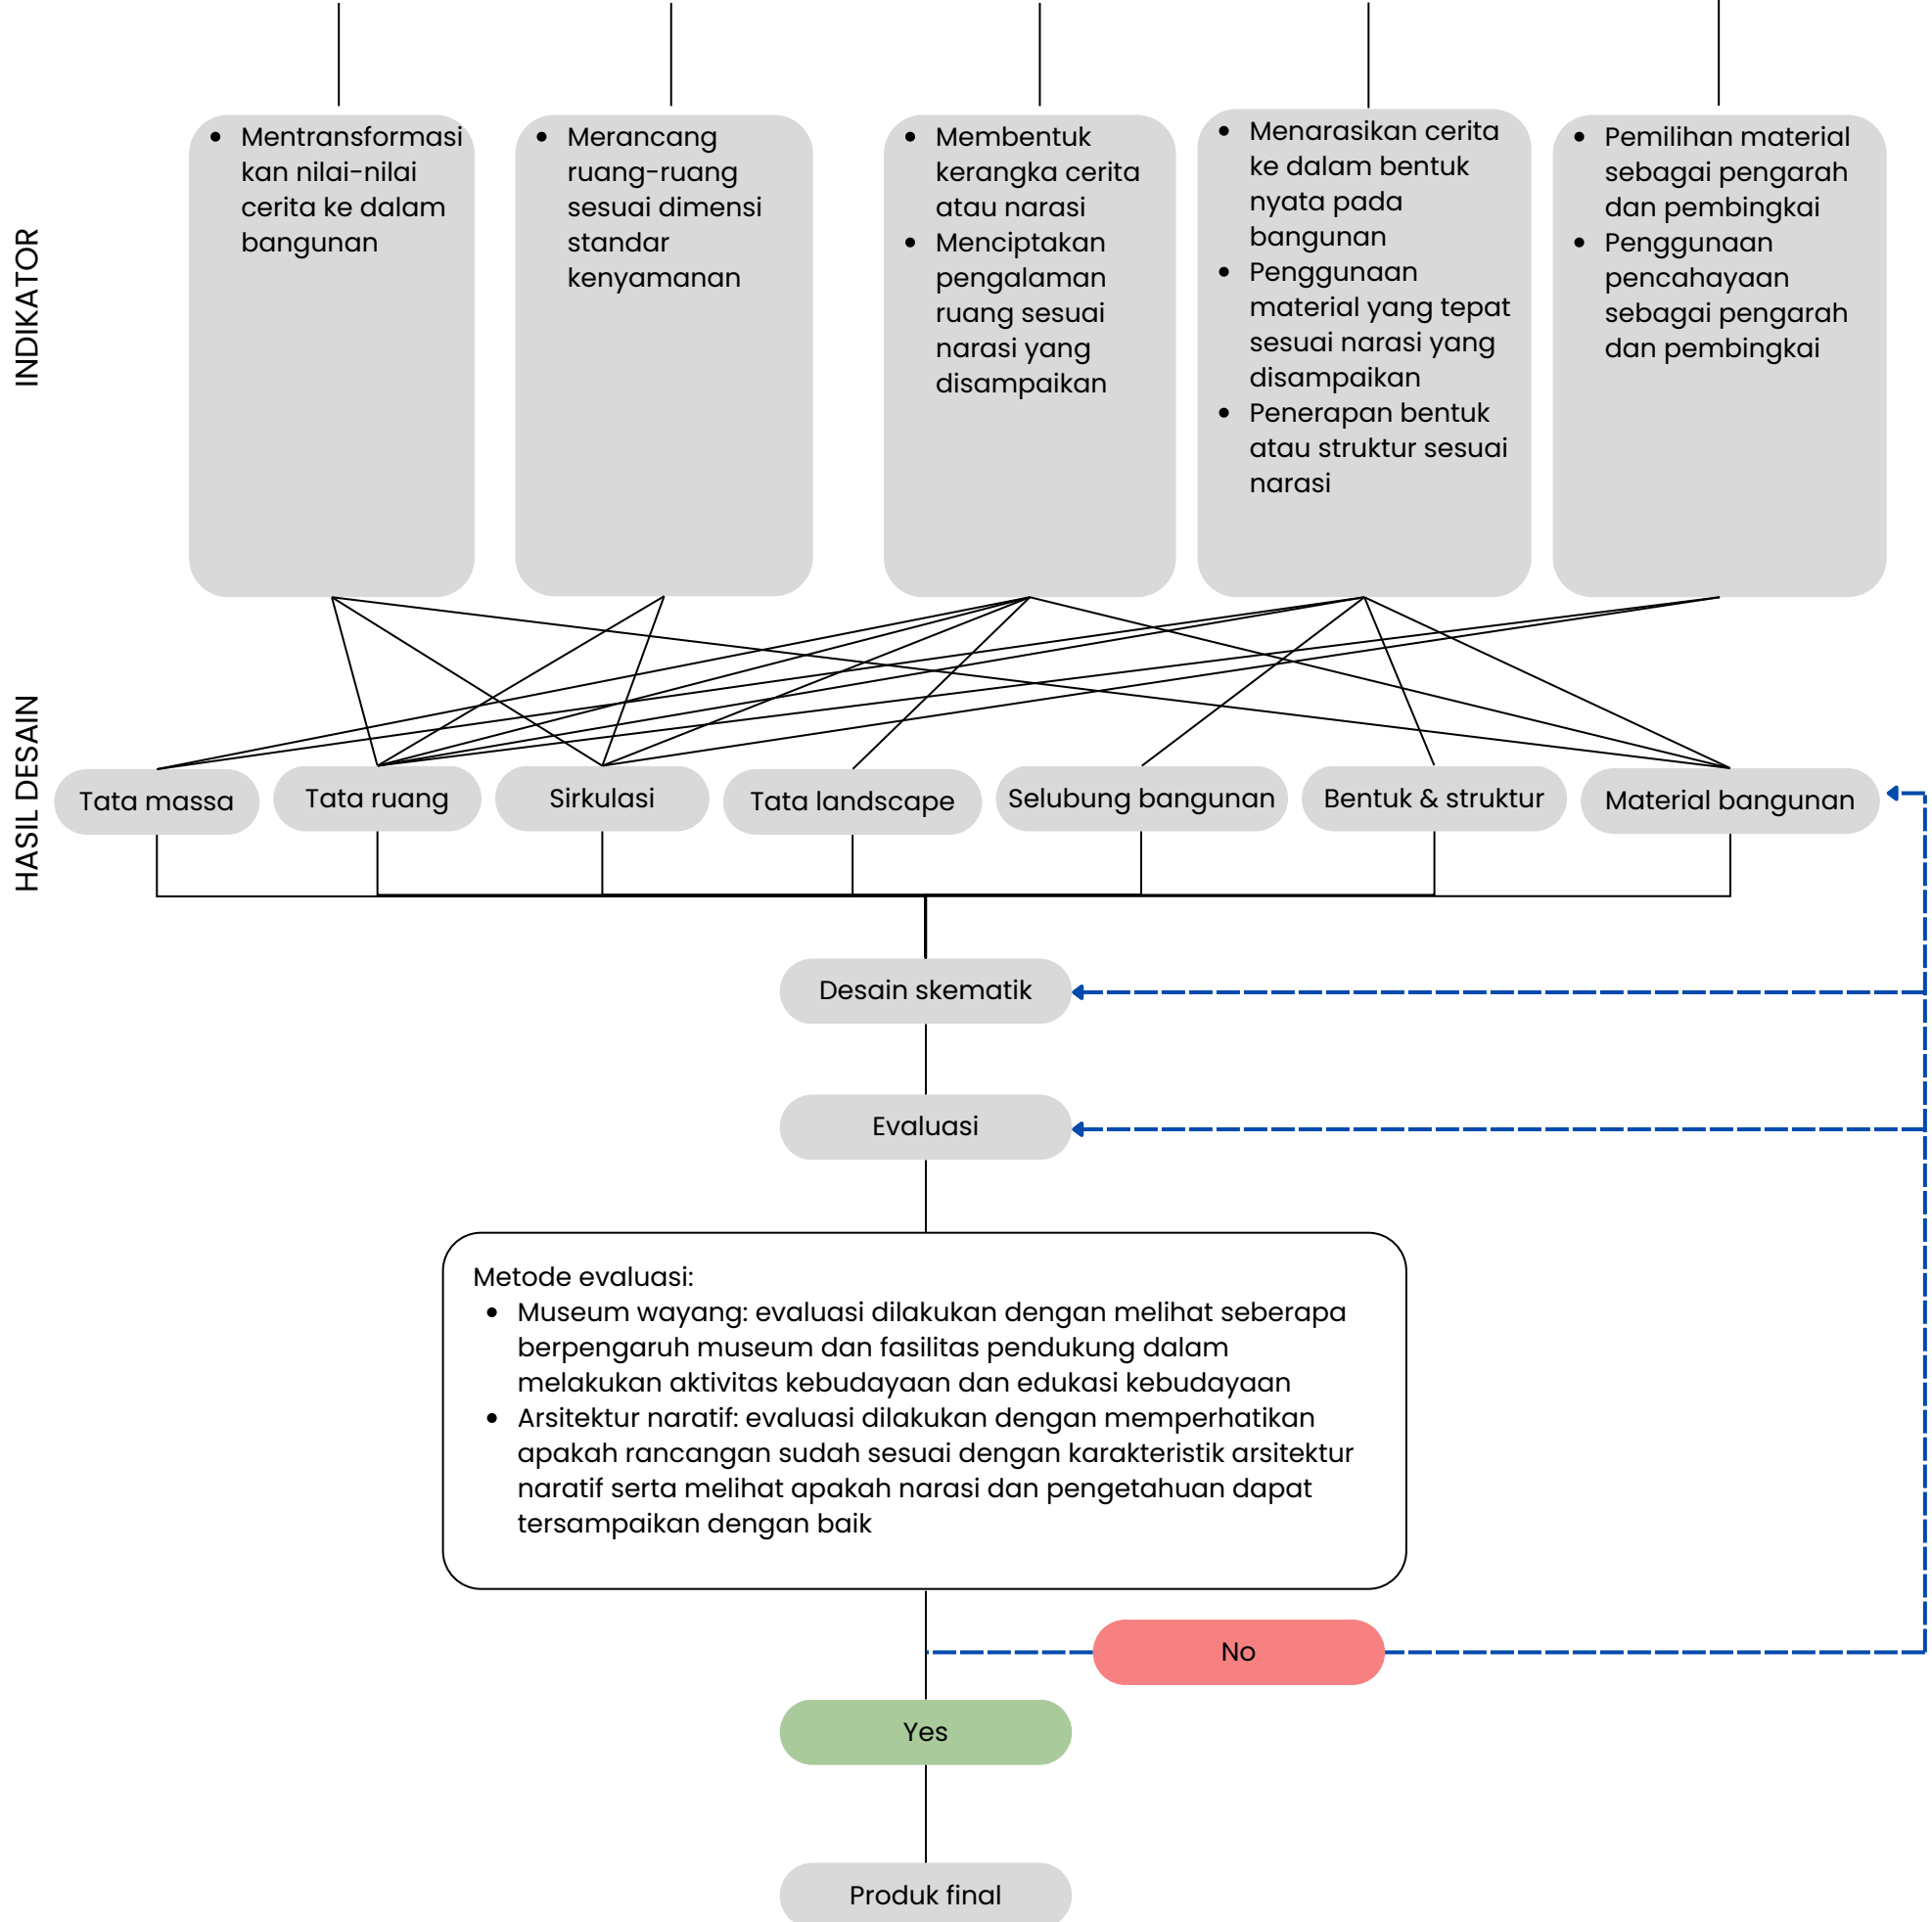 INDIKATOR
Mentransformasi
kan nilai-nilai
cerita ke dalam
bangunan
Merancang
ruang-ruang
sesuai dimensi
standar
kenyamanan
Membentuk
kerangka cerita
atau narasi
Menciptakan
pengalaman
ruang sesuai
narasi yang
disampaikan
Menarasikan cerita
ke dalam bentuk
nyata pada
bangunan
Penggunaan
material yang tepat
sesuai narasi yang
disampaikan
Penerapan bentuk
atau struktur sesuai
narasi
Pemilihan material
sebagai pengarah
dan pembingkai
Penggunaan
pencahayaan
sebagai pengarah
dan pembingkai
HASIL DESAIN
Tata massa
Tata ruang
Sirkulasi
Tata landscape
Selubung bangunan
Bentuk & struktur
Material bangunan
Desain skematik
Evaluasi
Metode evaluasi:
Museum wayang: evaluasi dilakukan dengan melihat seberapa
berpengaruh museum dan fasilitas pendukung dalam
melakukan aktivitas kebudayaan dan edukasi kebudayaan
Arsitektur naratif: evaluasi dilakukan dengan memperhatikan
apakah rancangan sudah sesuai dengan karakteristik arsitektur
naratif serta melihat apakah narasi dan pengetahuan dapat
tersampaikan dengan baik
No
Yes
Produk final